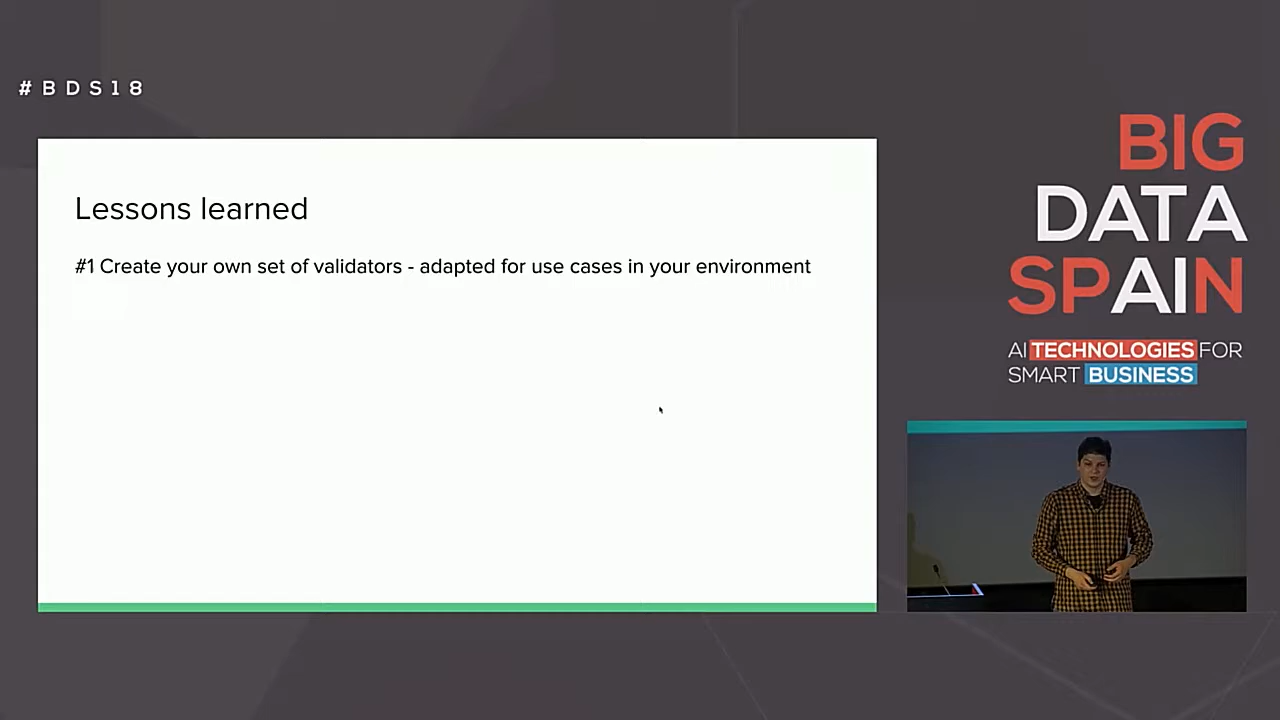 #BDS18
Lessons learned
#1 Create your own set of validators - adapted for use cases in your environment
BIG
DATA
SPAIN
AI TECHNOLOGIES FOR
SMART BUSINESS